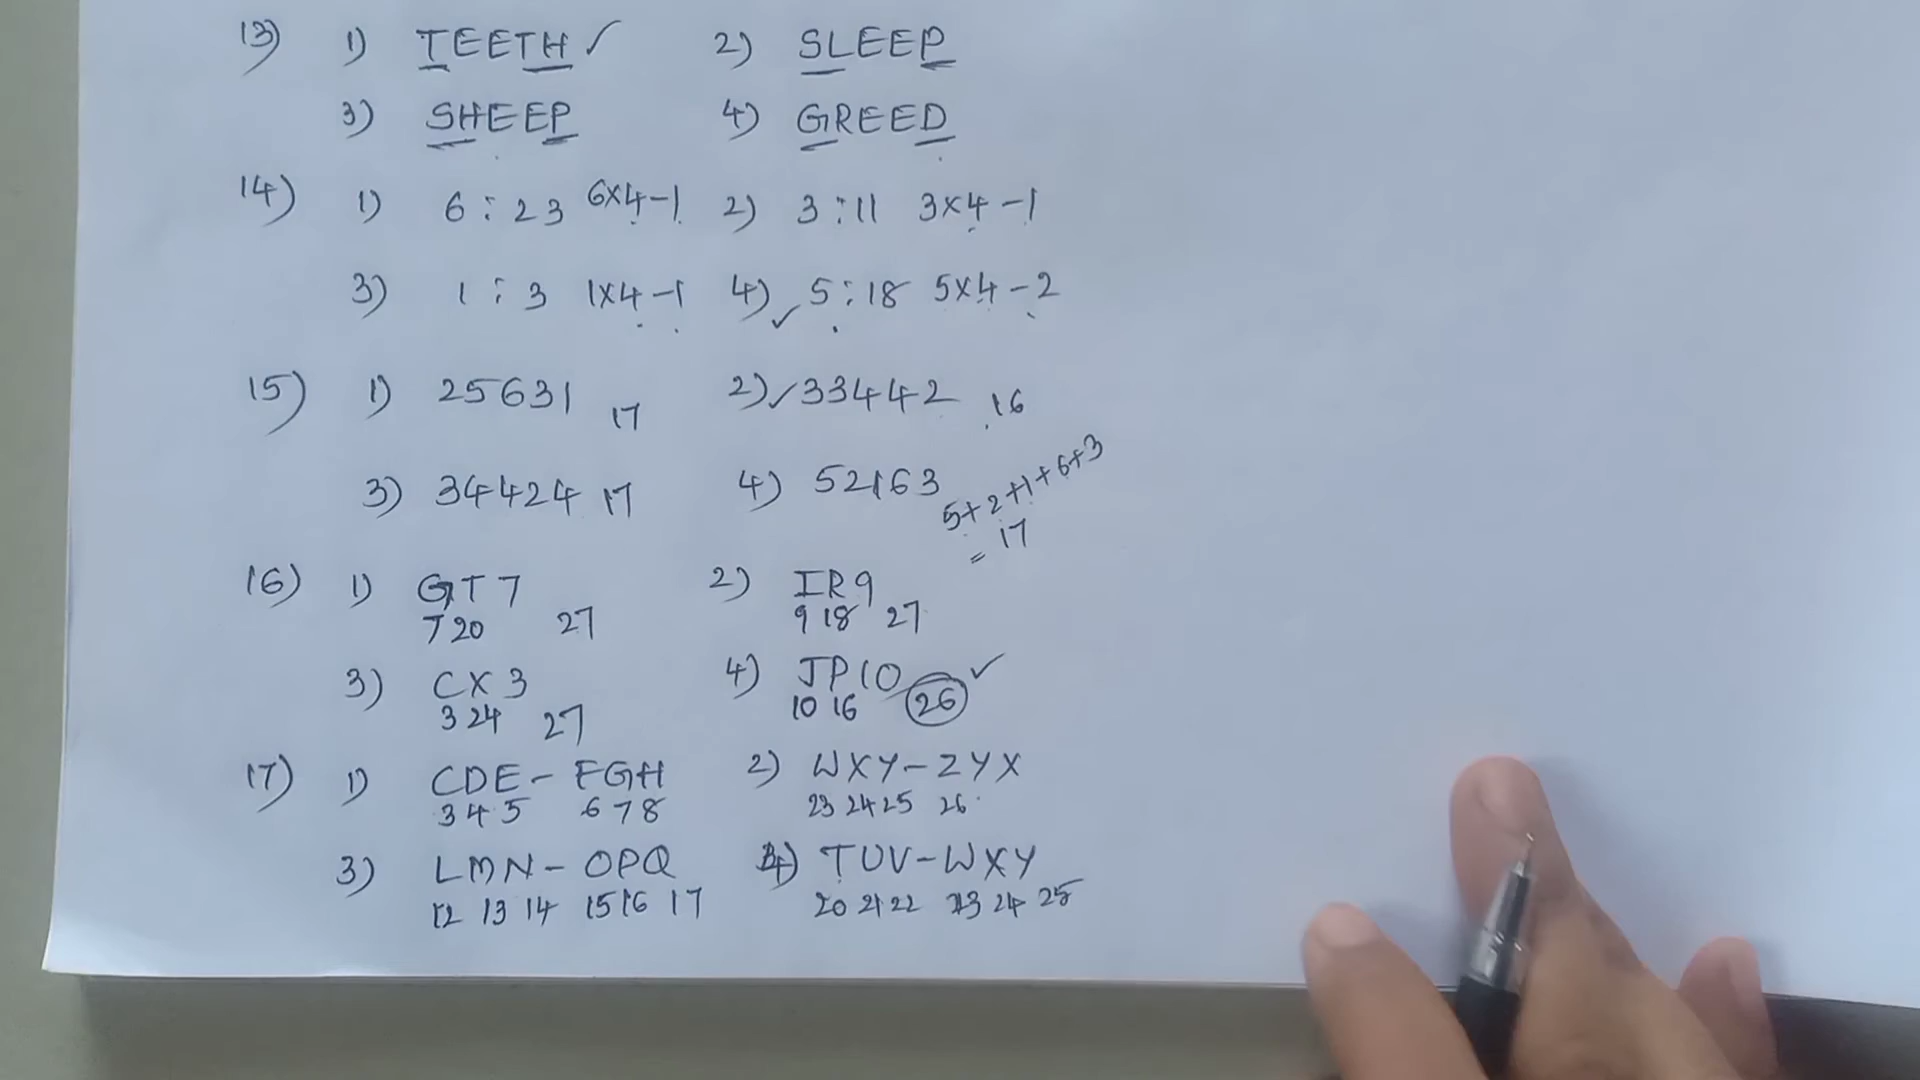 13) 1) TEETH ✓ 2) SLEEP
3) SHEEP 4) GREED
14) 1) 6 : 23 6×4-1 2) 3 : 11 3×4-1
3) 1 : 3 1×4-1 4) ✓ 5 : 18 5×4-2
15) 1) 25631 17 2) ✓ 33442 16
3) 34424 17 4) 52163 5+2+1+6+3
= 17
16) 1) GT7 2) IR9
7 20 27 9 18 27
3) CX3 4) JP10 ✓
3 24 27 10 16 26
17) 1) CDE - FGH 2) WXY - ZYX
3 4 5 6 7 8 23 24 25 26
3) LMN - OPQ 4) TUV - WXY
12 13 14 15 16 17 20 21 22 23 24 25